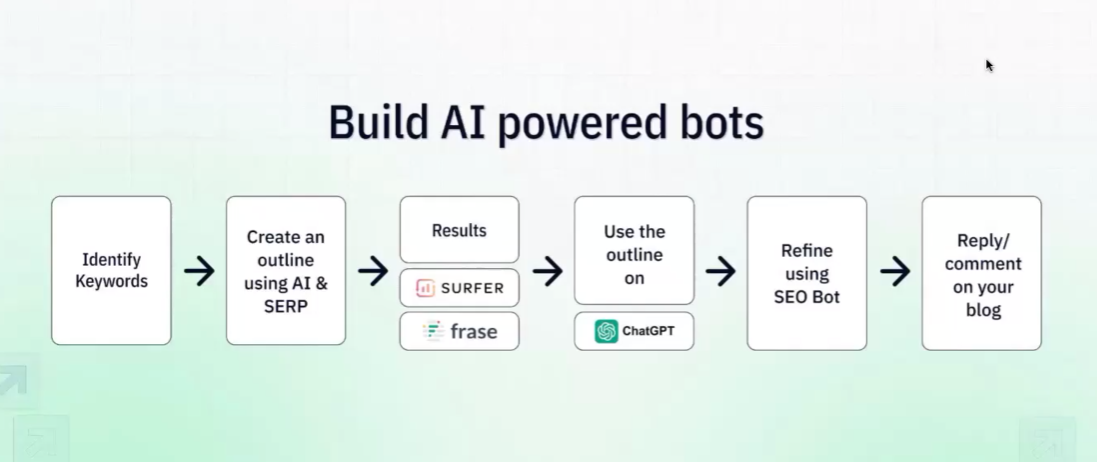 Build AI powered bots
Identify
Keywords
Create an
outline
using AI &
SERP
Results
SURFER
frase
Use the
outline
on
ChatGPT
Refine
using
SEO Bot
Reply/
comment
on your
blog